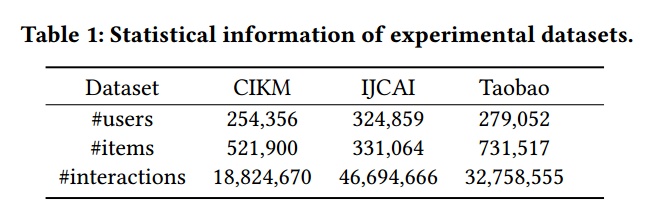 Table 1: Statistical information of experimental datasets.
Dataset CIKM IJCAI Taobao
#users 254,356 324,859 279,052
#items 521,900 331,064 731,517
#interactions 18,824,670 46,694,666 32,758,555